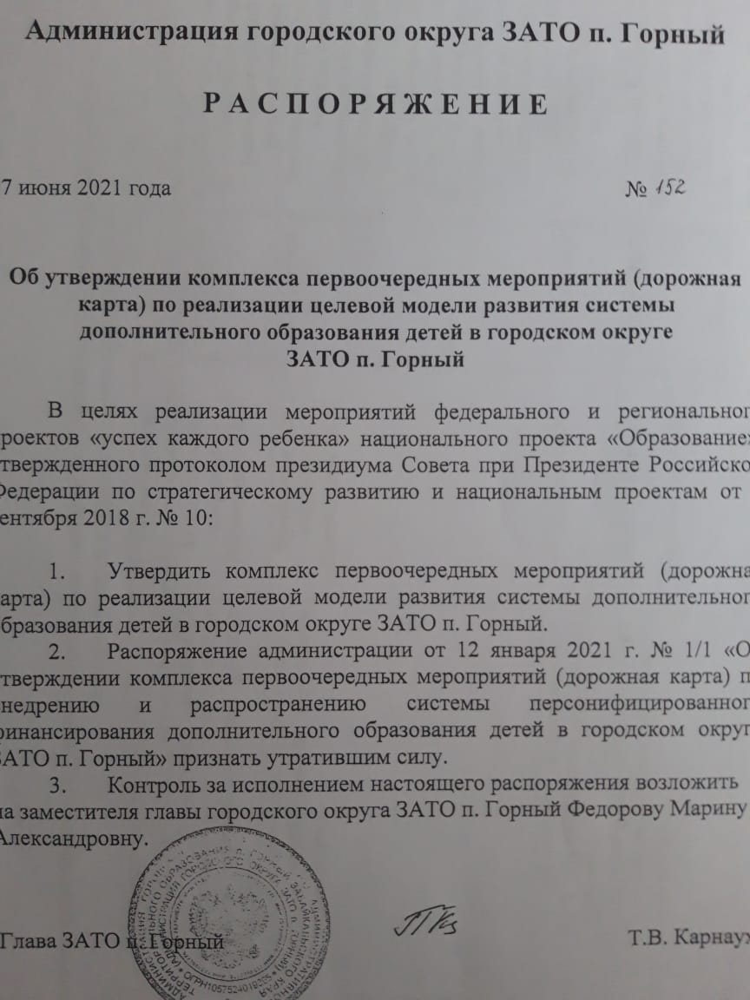 Администрация городского округа ЗАТО п. Горный
Р А С П О Р Я Ж Е Н И Е
7 июня 2021 года № 152
Об утверждении комплекса первоочередных мероприятий (дорожная
карта) по реализации целевой модели развития системы
дополнительного образования детей в городском округе
ЗАТО п. Горный
В целях реализации мероприятий федерального и региональног
роектов «успех каждого ребенка» национального проекта «Образование»
твержденного протоколом президиума Совета при Президенте Российско
Федерации по стратегическому развитию и национальным проектам от
ентября 2018 г. № 10:
1. Утвердить комплекс первоочередных мероприятий (дорожна
арта) по реализации целевой модели развития системы дополнительног
бразования детей в городском округе ЗАТО п. Горный.
2. Распоряжение администрации от 12 января 2021 г. № 1/1 «О
тверждении комплекса первоочередных мероприятий (дорожная карта) п
недрению и распространению системы персонифицированног
финансирования дополнительного образования детей в городском округ
ЗАТО п. Горный» признать утратившим силу.
3. Контроль за исполнением настоящего распоряжения возложить
на заместителя главы городского округа ЗАТО п. Горный Федорову Марину
Александровну.
Глава ЗАТО п. Горный Т.В. Карнаух